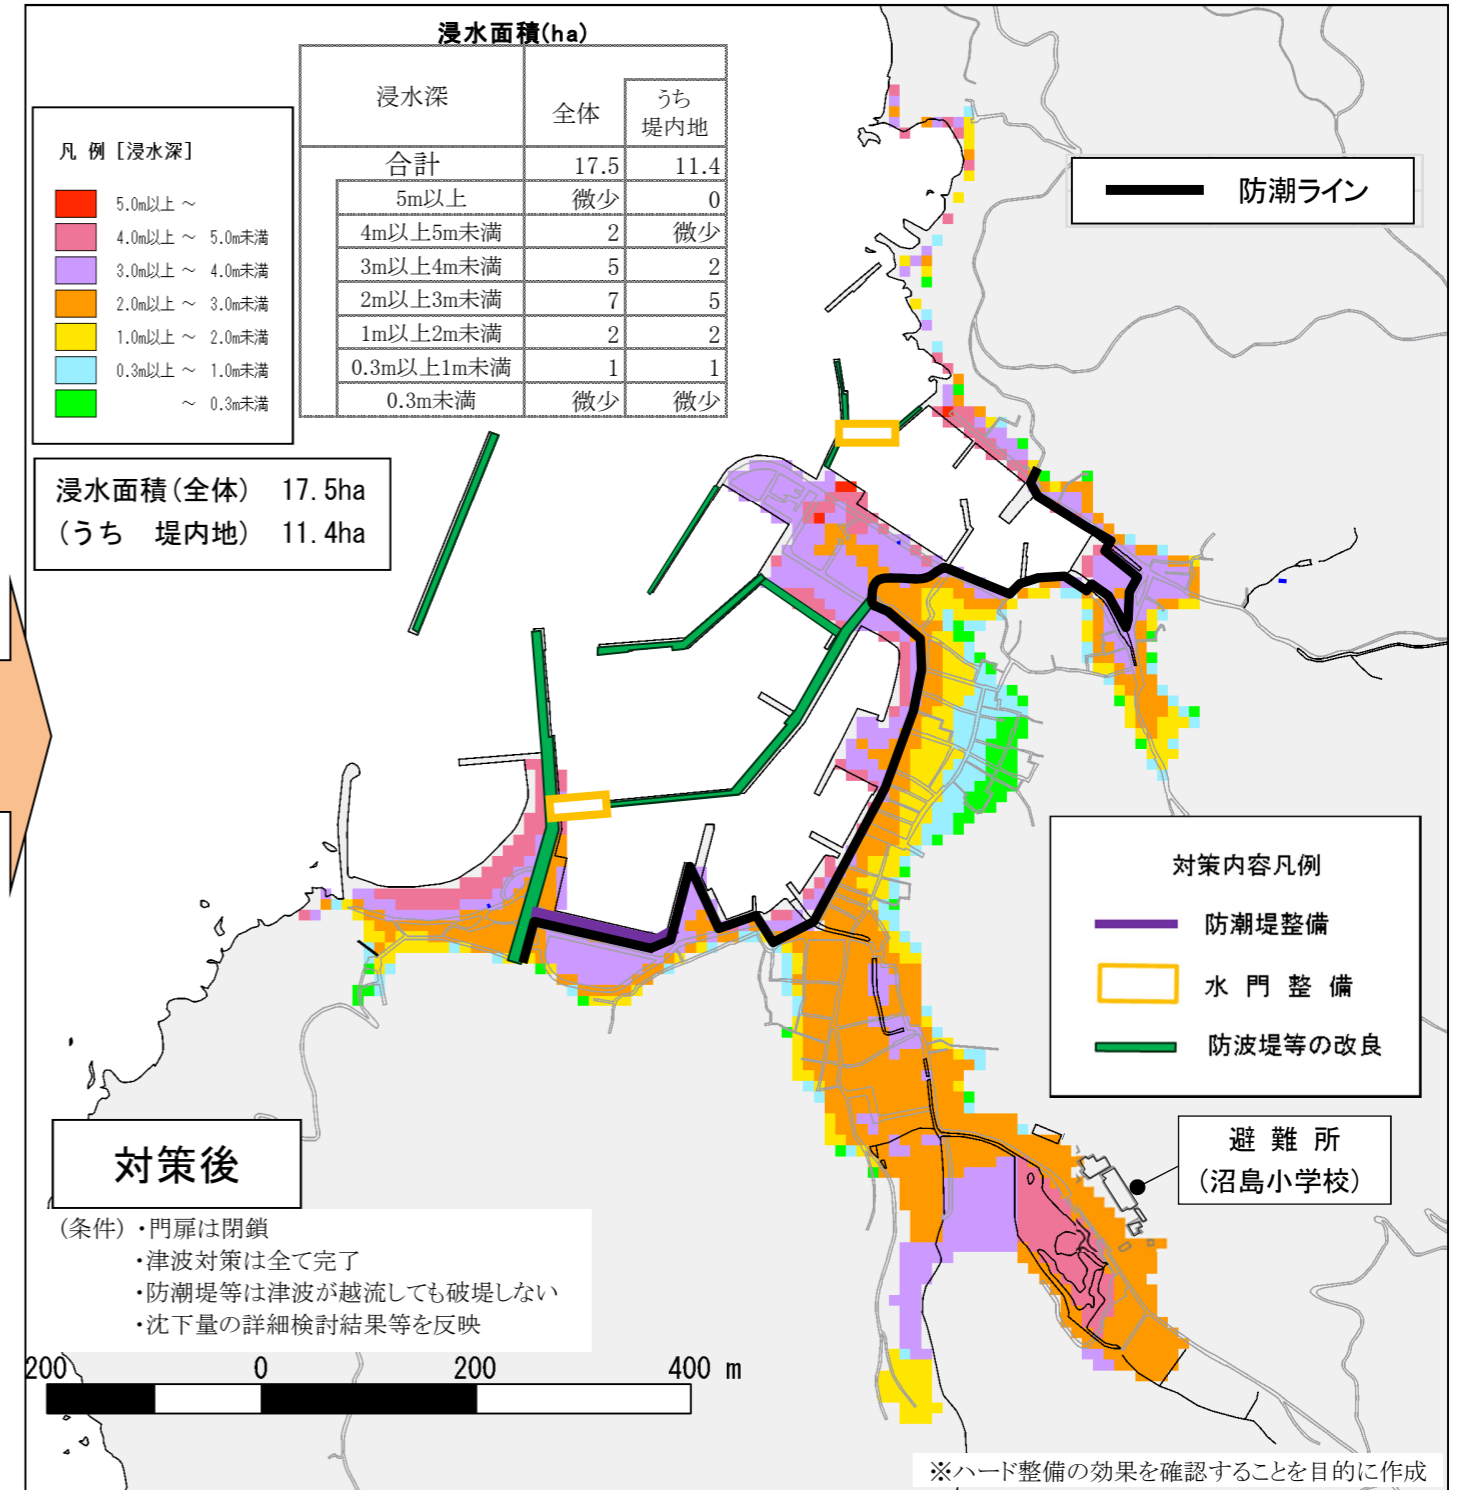 浸水面積(ha)
浸水深 全体 うち堤内地
合計 17.5 11.4
5m以上 微少 0
4m以上5m未満 2 微少
3m以上4m未満 5 2
2m以上3m未満 7 5
1m以上2m未満 2 2
0.3m以上1m未満 1 1
0.3m未満 微少 微少
凡 例 [浸水深]
5.0m以上 ~
4.0m以上 ~ 5.0m未満
3.0m以上 ~ 4.0m未満
2.0m以上 ~ 3.0m未満
1.0m以上 ~ 2.0m未満
0.3m以上 ~ 1.0m未満
~ 0.3m未満
防潮ライン
浸水面積(全体) 17.5ha
(うち 堤内地) 11.4ha
対策内容凡例
防潮堤整備
水 門 整 備
防波堤等の改良
避 難 所
(沼島小学校)
対策後
(条件)・門扉は閉鎖
・津波対策は全て完了
・防潮堤等は津波が越流しても破堤しない
・沈下量の詳細検討結果等を反映
200 0 200 400 m
※ハード整備の効果を確認することを目的に作成